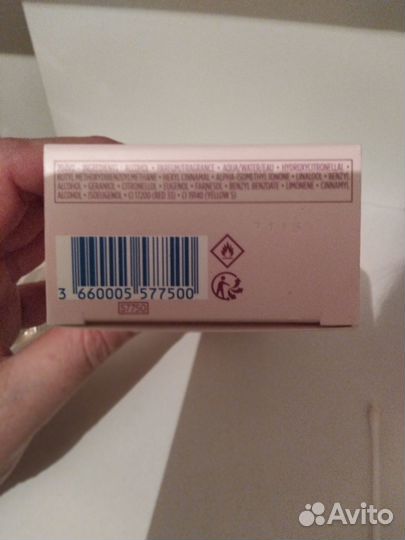 INGREDIENTS : ALCOHOL • PARFUM/FRAGRANCE • AQUA/WATER/EAU • HYDROXYCITRONELLAL •
BUTYL METHOXYDIBENZOYLMETHANE • HEXYL CINNAMAL • ALPHA-ISOMETHYL IONONE • LINALOOL • BENZYL
ALCOHOL • GERANIOL • CITRONELLOL • EUGENOL • FARNESOL • BENZYL BENZOATE • LIMONENE • CINNAMYL
ALCOHOL • ISOEUGENOL • CI 17200 (RED 33) • CI 19140 (YELLOW 5)
3 660005 577500
57750
Avito